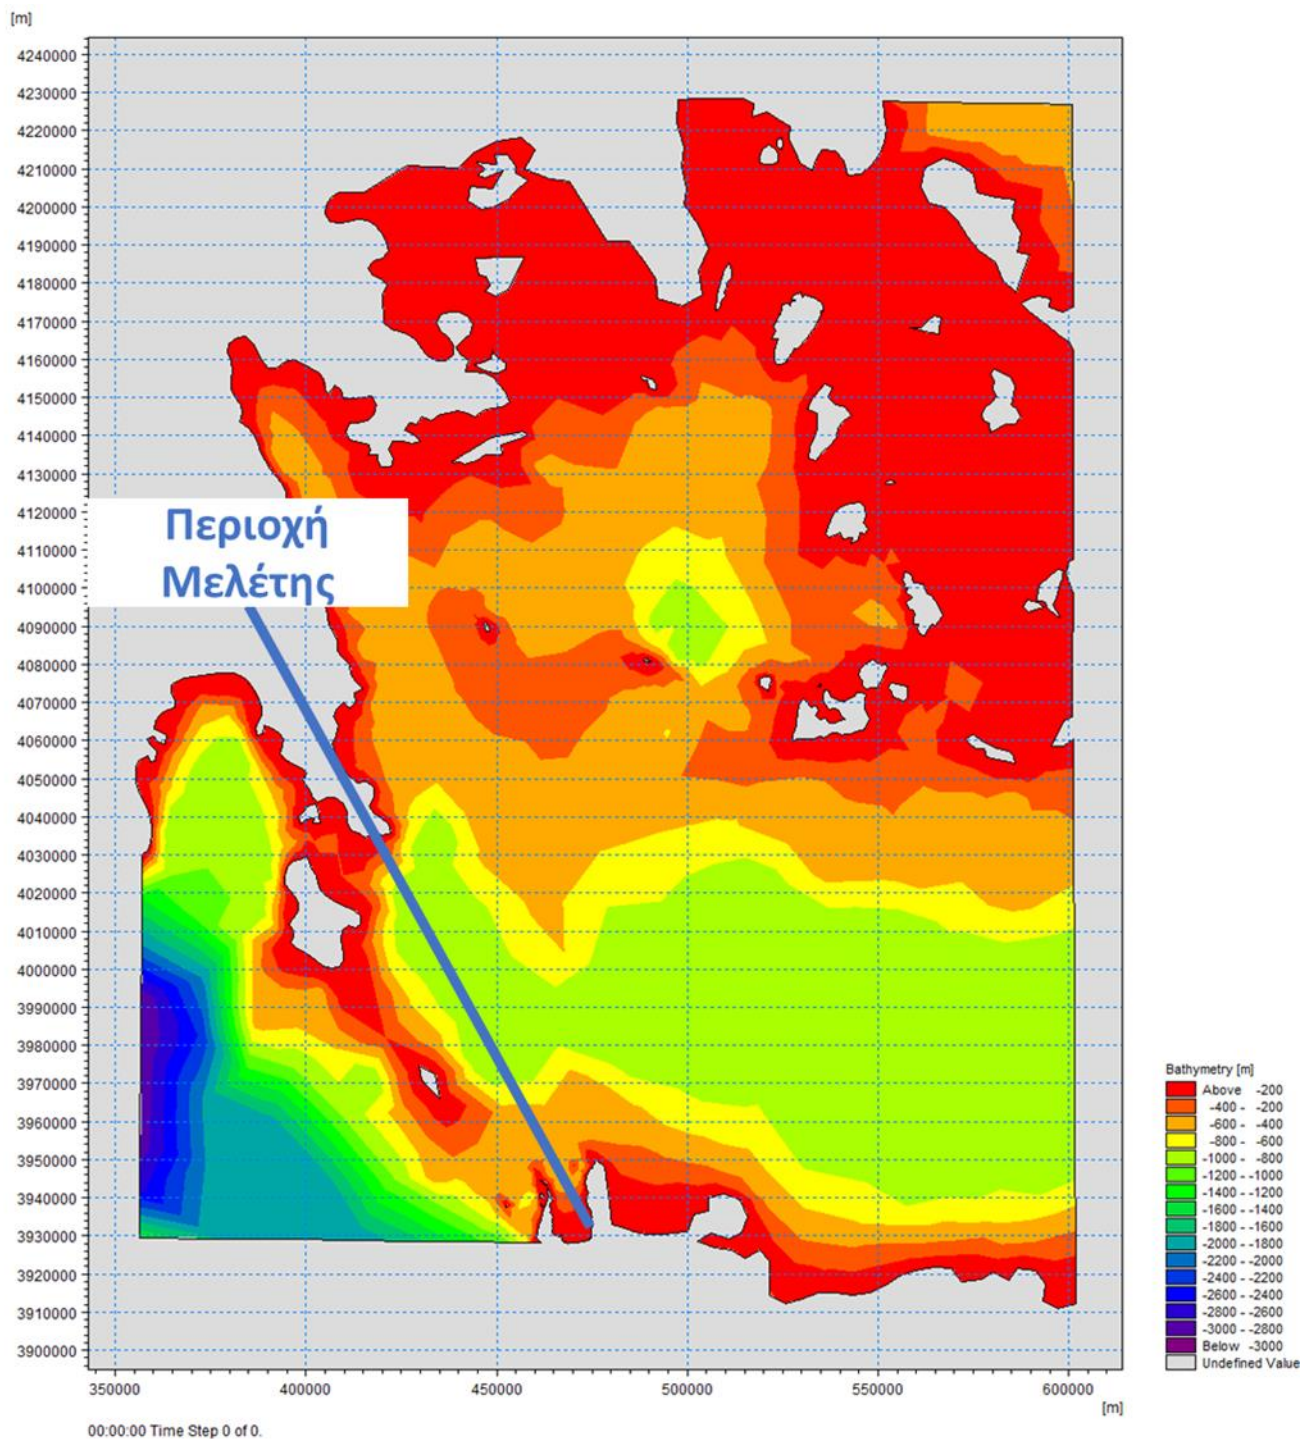 [m]
4240000
4230000
4220000
4210000
4200000
4190000
4180000
4170000
4160000
4150000
4140000
4130000
4120000
4110000
4100000
4090000
4080000
4070000
4060000
4050000
4040000
4030000
4020000
4010000
4000000
3990000
3980000
3970000
3960000
3950000
3940000
3930000
3920000
3910000
3900000
Περιοχή
Μελέτης
350000 400000 450000 500000 550000 600000
[m]
00:00:00 Time Step 0 of 0.
Bathymetry [m]
Above -200
-400 - -200
-600 - -400
-800 - -600
-1000 - -800
-1200 - -1000
-1400 - -1200
-1600 - -1400
-1800 - -1600
-2000 - -1800
-2200 - -2000
-2400 - -2200
-2600 - -2400
-2800 - -2600
-3000 - -2800
Below -3000
Undefined Value